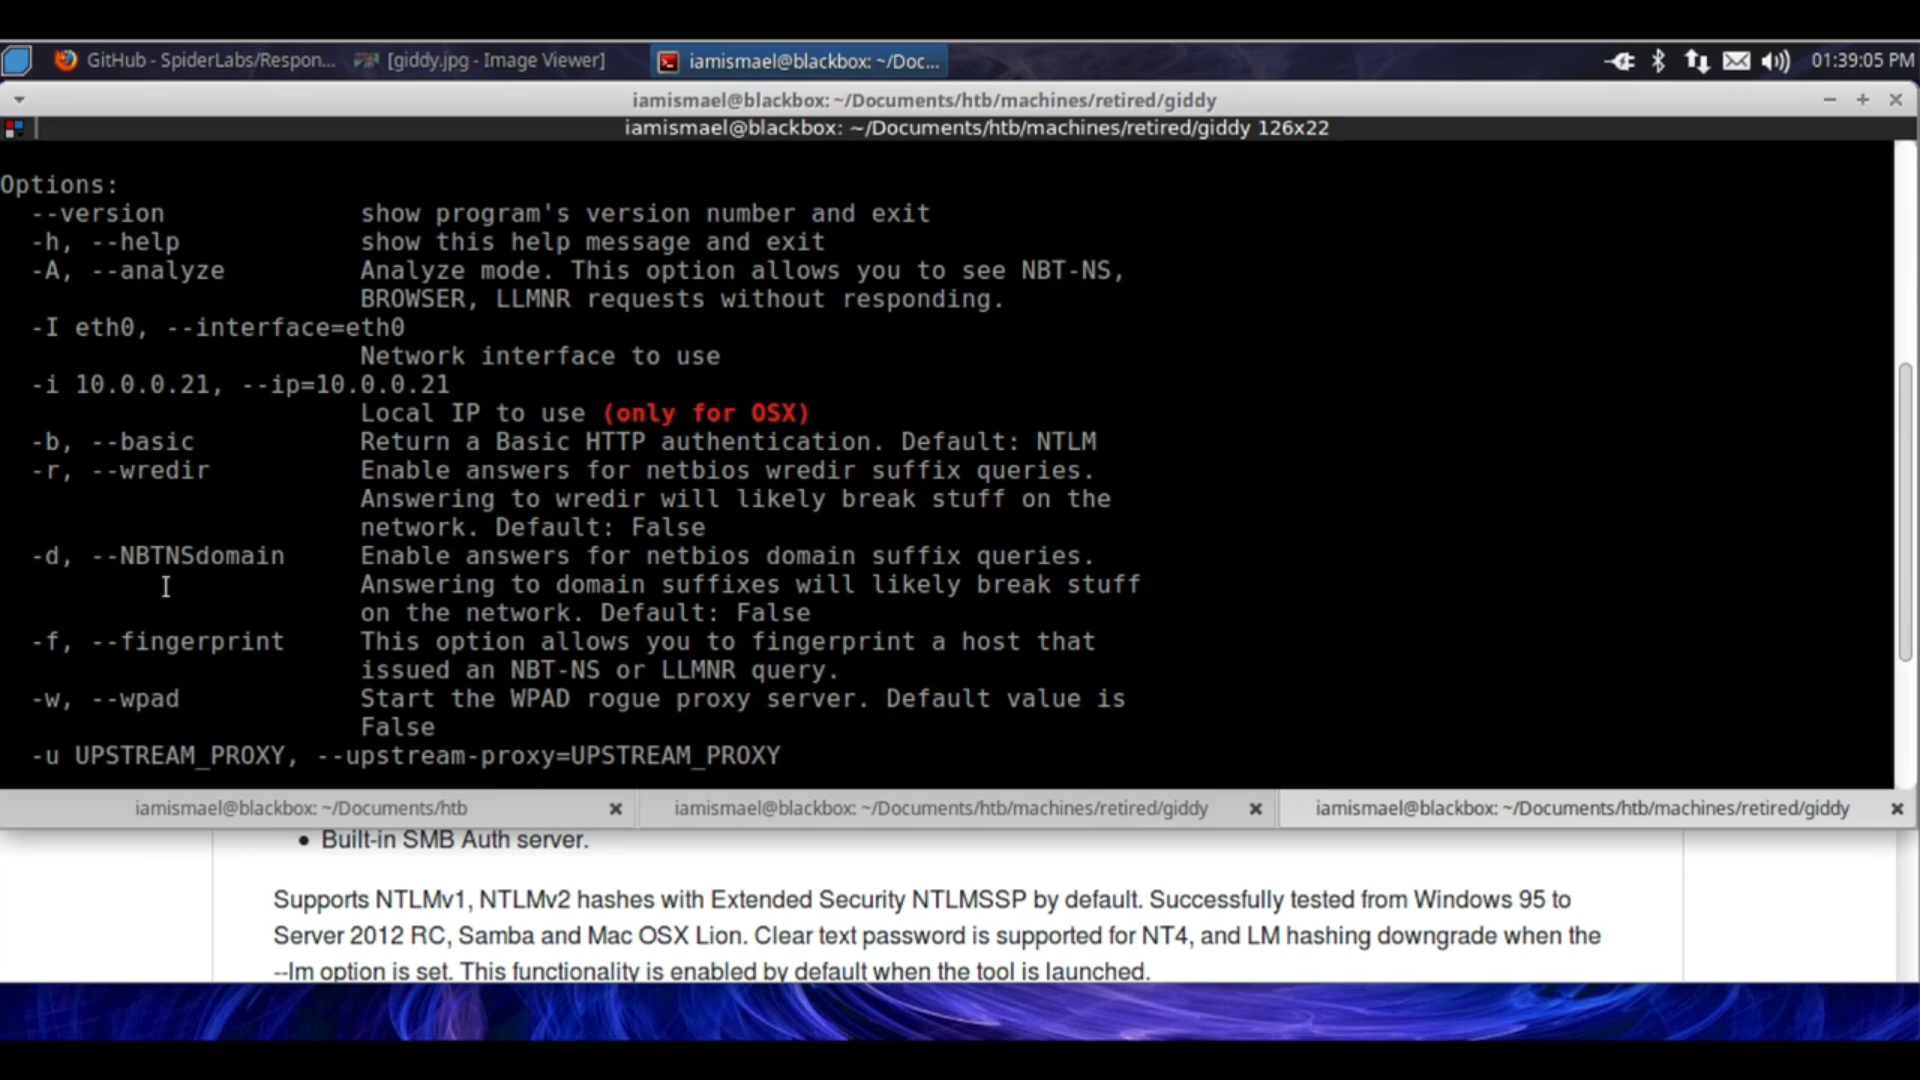 GitHub - SpiderLabs/Respon... [giddy.jpg - Image Viewer] iamismael@blackbox: ~/Doc... 01:39:05 PM
iamismael@blackbox: ~/Documents/htb/machines/retired/giddy
iamismael@blackbox: ~/Documents/htb/machines/retired/giddy 126x22
Options:
--version show program's version number and exit
-h, --help show this help message and exit
-A, --analyze Analyze mode. This option allows you to see NBT-NS,
BROWSER, LLMNR requests without responding.
-I eth0, --interface=eth0
Network interface to use
-i 10.0.0.21, --ip=10.0.0.21
Local IP to use (only for OSX)
-b, --basic Return a Basic HTTP authentication. Default: NTLM
-r, --wredir Enable answers for netbios wredir suffix queries.
Answering to wredir will likely break stuff on the
network. Default: False
-d, --NBTNSdomain Enable answers for netbios domain suffix queries.
Answering to domain suffixes will likely break stuff
on the network. Default: False
-f, --fingerprint This option allows you to fingerprint a host that
issued an NBT-NS or LLMNR query.
-w, --wpad Start the WPAD rogue proxy server. Default value is
False
-u UPSTREAM_PROXY, --upstream-proxy=UPSTREAM_PROXY
iamismael@blackbox: ~/Documents/htb iamismael@blackbox: ~/Documents/htb/machines/retired/giddy iamismael@blackbox: ~/Documents/htb/machines/retired/giddy
• Built-in SMB Auth server.
Supports NTLMv1, NTLMv2 hashes with Extended Security NTLMSSP by default. Successfully tested from Windows 95 to
Server 2012 RC, Samba and Mac OSX Lion. Clear text password is supported for NT4, and LM hashing downgrade when the
--lm option is set. This functionality is enabled by default when the tool is launched.